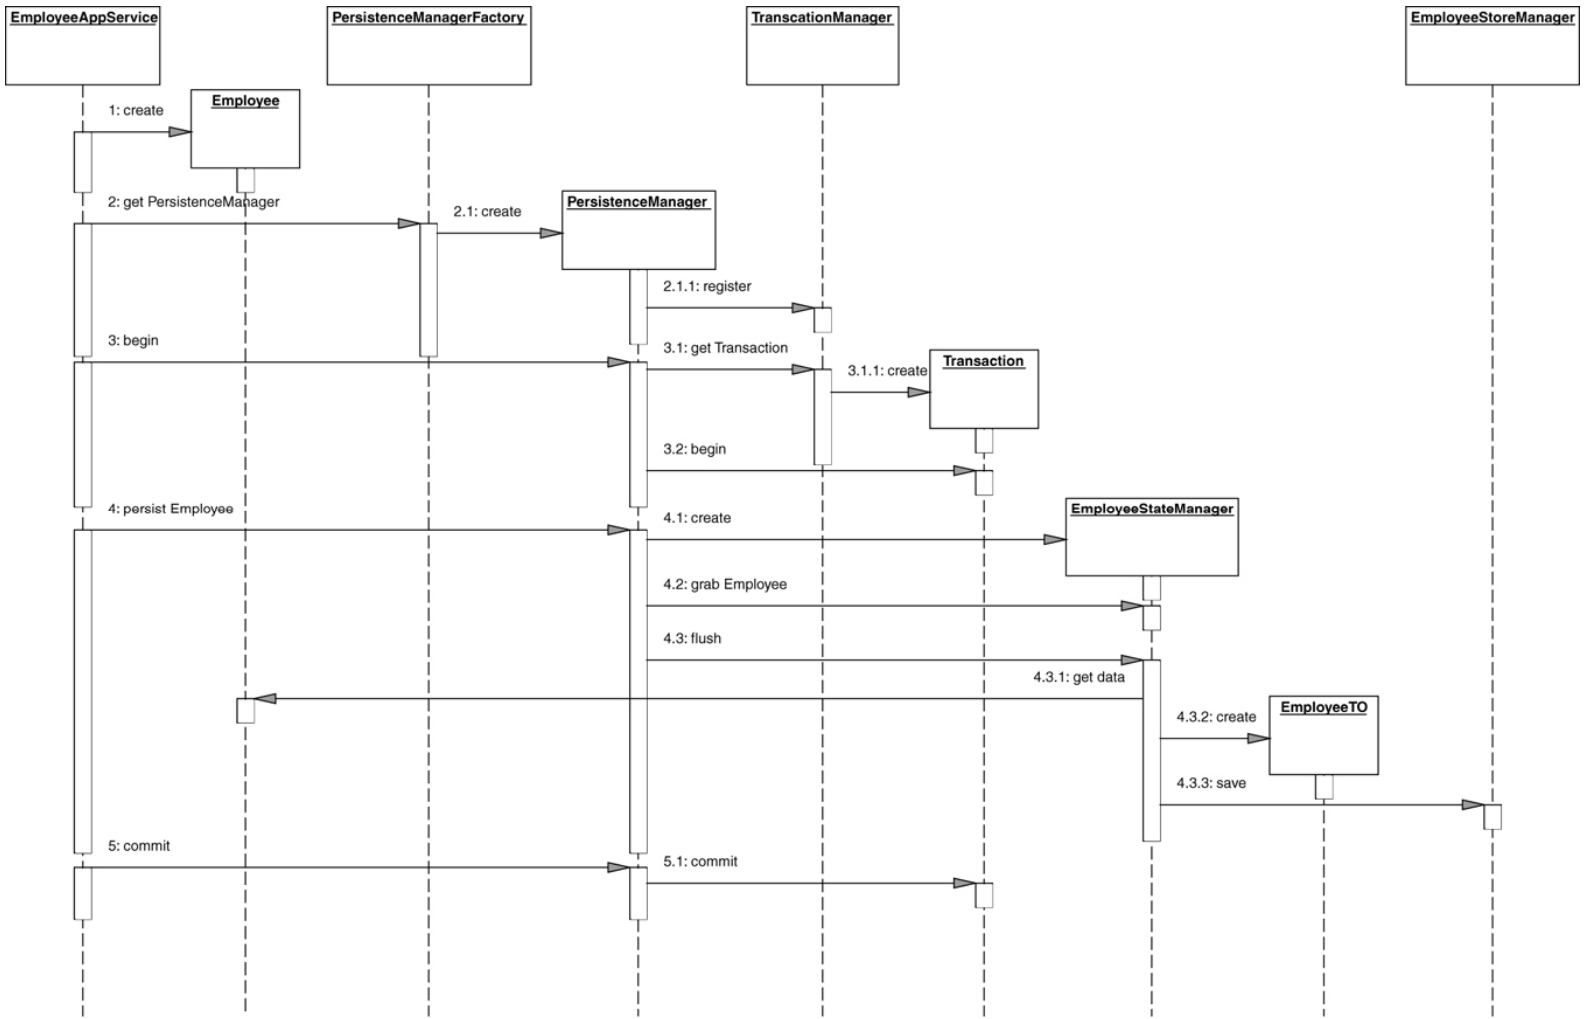 EmployeeAppService
PersistenceManagerFactory
TranscationManager
EmployeeStoreManager
1: create
Employee
2: get PersistenceManager
2.1: create
PersistenceManager
2.1.1: register
3: begin
3.1: get Transaction
3.1.1: create
Transaction
3.2: begin
4: persist Employee
4.1: create
EmployeeStateManager
4.2: grab Employee
4.3: flush
4.3.1: get data
4.3.2: create
EmployeeTO
4.3.3: save
5: commit
5.1: commit